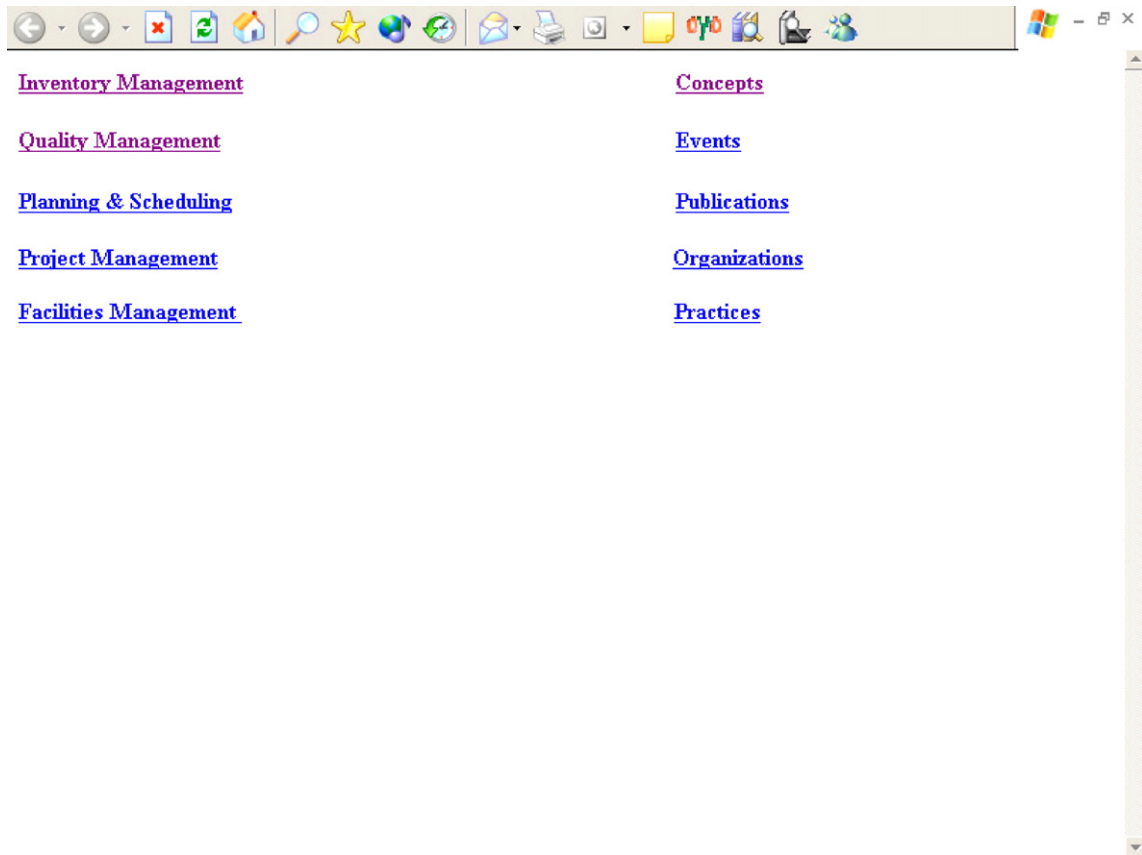 Inventory Management
Concepts
Quality Management
Events
Planning & Scheduling
Publications
Project Management
Organizations
Facilities Management
Practices